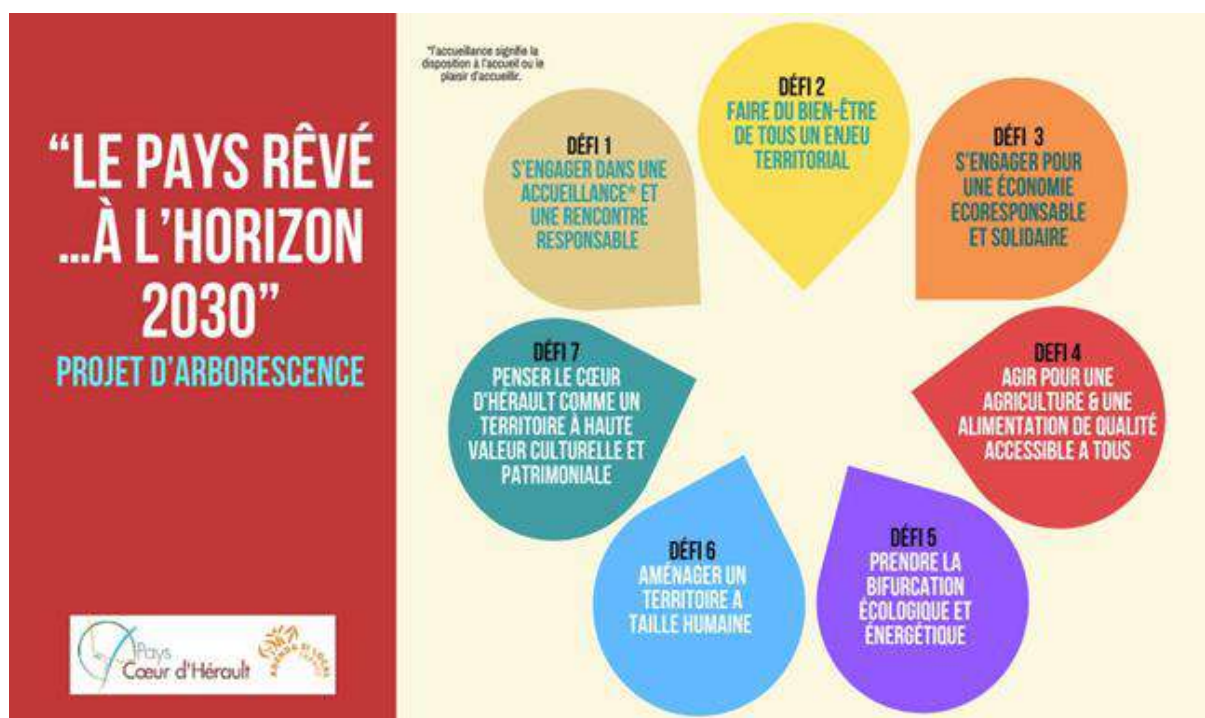 “LE PAYS RÊVÉ
...À L’HORIZON
2030”
PROJET D’ARBORESCENCE
Pays
Cœur d'Hérault
AGENDA 21 LOCAL
*l'accueillance signifie la
disposition à l'accueil ou le
plaisir d'accueillir.
DÉFI 1
S'ENGAGER DANS UNE
ACCUEILLANCE* ET
UNE RENCONTRE
RESPONSABLE
DÉFI 2
FAIRE DU BIEN-ÊTRE
DE TOUS UN ENJEU
TERRITORIAL
DÉFI 3
S'ENGAGER POUR
UNE ÉCONOMIE
ECORESPONSABLE
ET SOLIDAIRE
DEFI 4
AGIR POUR UNE
AGRICULTURE & UNE
ALIMENTATION DE QUALITÉ
ACCESSIBLE A TOUS
DÉFI 5
PRENDRE LA
BIFURCATION
ÉCOLOGIQUE ET
ÉNERGÉTIQUE
DÉFI 6
AMÉNAGER UN
TERRITOIRE A
TAILLE HUMAINE
DÉFI 7
PENSER LE CŒUR
D'HÉRAULT COMME UN
TERRITOIRE À HAUTE
VALEUR CULTURELLE ET
PATRIMONIALE